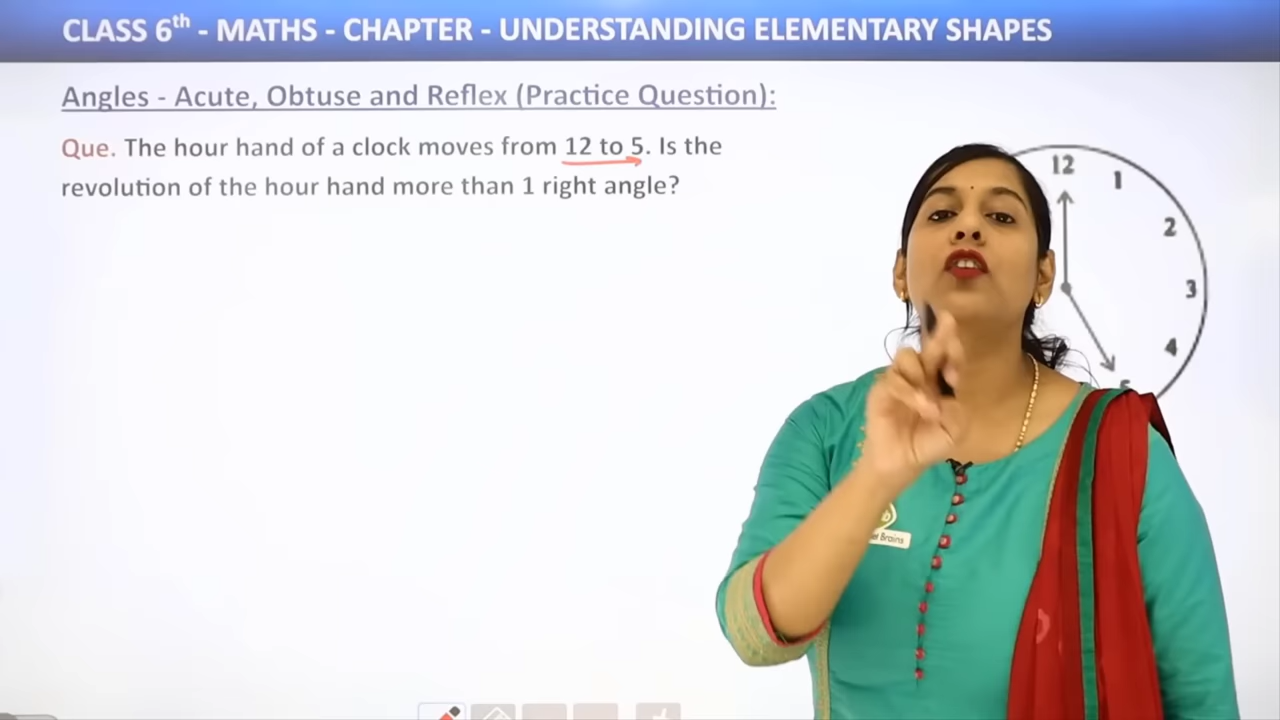 CLASS 6th - MATHS - CHAPTER - UNDERSTANDING ELEMENTARY SHAPES
Angles - Acute, Obtuse and Reflex (Practice Question):
Que. The hour hand of a clock moves from 12 to 5. Is the
revolution of the hour hand more than 1 right angle?
12
1
2
3
4
Brains